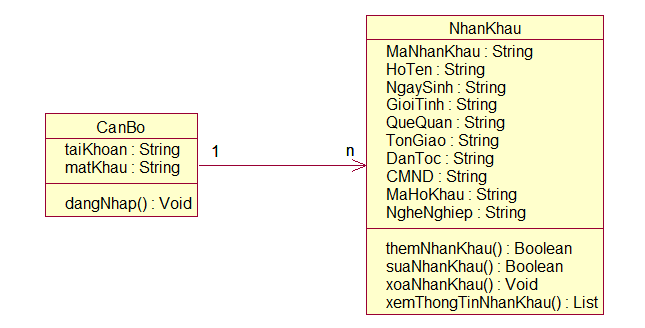 CanBo
taiKhoan : String
matKhau : String
dangNhap() : Void
1
n
NhanKhau
MaNhanKhau : String
HoTen : String
NgaySinh : String
GioiTinh : String
QueQuan : String
TonGiao : String
DanToc : String
CMND : String
MaHoKhau : String
NgheNghiep : String
themNhanKhau() : Boolean
suaNhanKhau() : Boolean
xoaNhanKhau() : Void
xemThongTinNhanKhau() : List